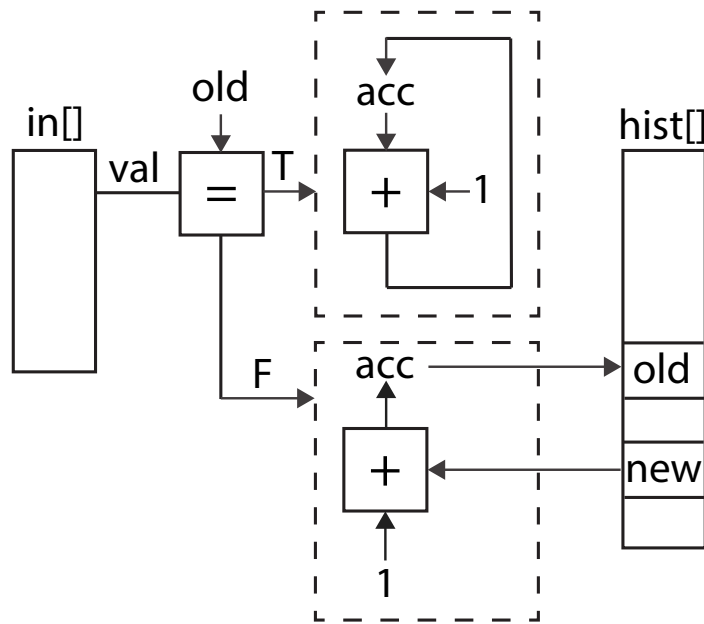 in[]
val
old
=
T
acc
+
1
hist[]
F
acc
+
1
old
new